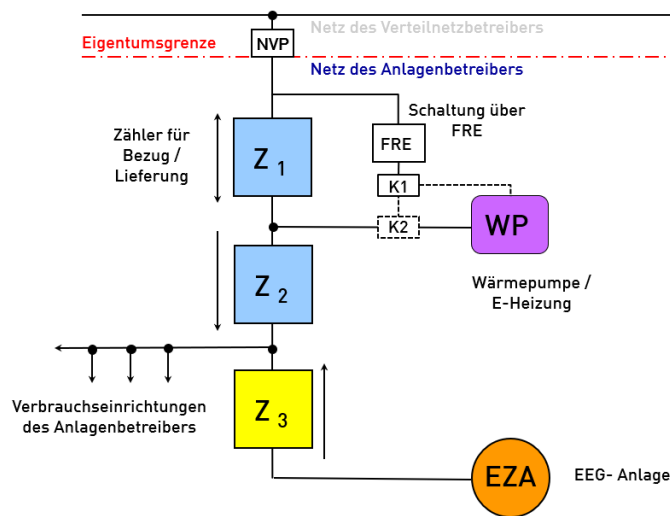 Netz des Verteilnetzbetreibers
Eigentumsgrenze
NVP
Netz des Anlagenbetreibers
Schaltung über
FRE
Zähler für
Bezug /
Lieferung
Z 1
FRE
K1
K2
WP
Wärmepumpe /
E-Heizung
Z 2
Verbrauchseinrichtungen
des Anlagenbetreibers
Z 3
EZA
EEG- Anlage